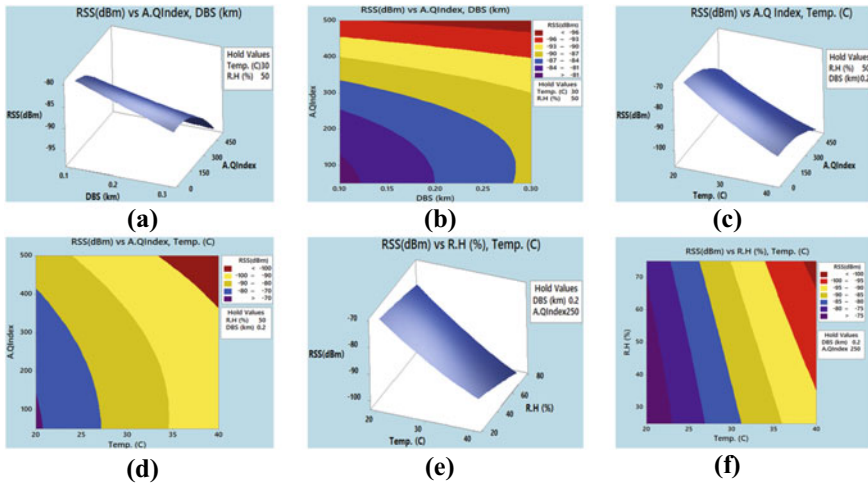 RSS(dBm) vs A.QIndex, DBS (km)
Hold Values
Temp. (C)30
R.H (%) 50
-80
-85
-90
-95
RSS(dBm)
0.1
0.2
0.3
DBS (km)
0
150
300
450
A.QIndex
(a)
RSS(dBm) vs A.QIndex, DBS (km)
500
400
300
200
100
A.QIndex
0.10 0.15 0.20 0.25 0.30
DBS (km)
RSS(dBm)
< -96
-96 – -93
-93 – -90
-90 – -87
-87 – -84
-84 – -81
> -81
Hold Values
Temp. (C) 30
R.H (%) 50
(b)
RSS(dBm) vs A.Q Index, Temp. (C)
Hold Values
R.H (%) 50
DBS (km)0.2
-70
-80
-90
-100
RSS(dBm)
20
30
40
Temp. (C)
0
150
300
450
A.QIndex
(c)
RSS(dBm) vs A.QIndex, Temp. (C)
500
400
300
200
100
A.QIndex
20 25 30 35 40
Temp. (C)
RSS(dBm)
< -100
-100 – -90
-90 – -80
-80 – -70
> -70
Hold Values
R.H (%) 50
DBS (km) 0.2
(d)
RSS(dBm) vs R.H (%), Temp. (C)
Hold Values
DBS (km) 0.2
A.QIndex250
-70
-80
-90
-100
RSS(dBm)
20
30
40
Temp. (C)
20
40
60
80
R.H (%)
(e)
RSS(dBm) vs R.H (%), Temp. (C)
70
60
50
40
30
R.H (%)
20 25 30 35 40
Temp. (C)
RSS(dBm)
< -100
-100 – -95
-95 – -90
-90 – -85
-85 – -80
-80 – -75
> -75
Hold Values
DBS (km) 0.2
A.QIndex 250
(f)